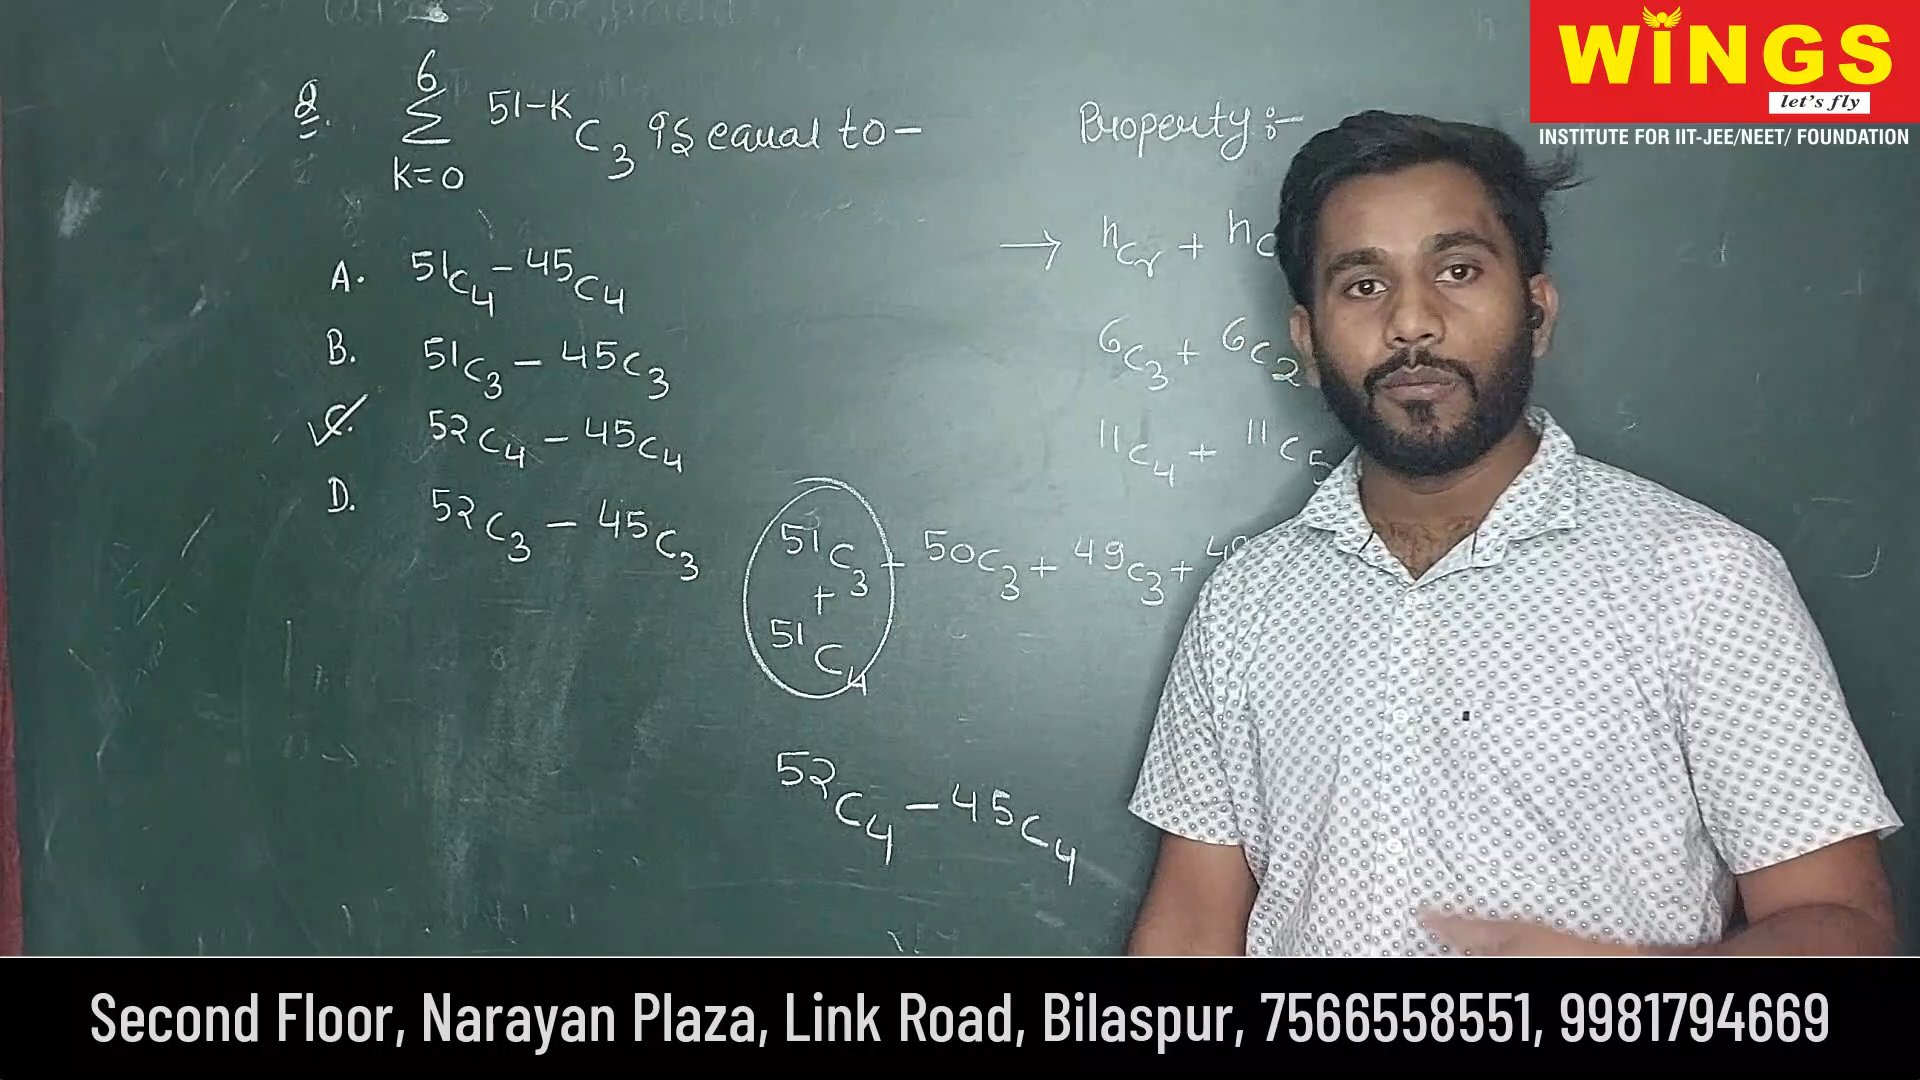 WINGS
let's fly
INSTITUTE FOR IIT-JEE/NEET/ FOUNDATION
Q. 6 Σ k=0 51-K C 3 is equal to -
A. 51C4 - 45C4
B. 51C3 - 45C3
C. 52C4 - 45C4
D. 52C3 - 45C3
Property :-
→ nCr + nC
6C3 + 6C2
11C4 + 11C5
51C3 + 50C3 + 49C3 +
+
51C4
52C4 - 45C4
Second Floor, Narayan Plaza, Link Road, Bilaspur, 7566558551, 9981794669